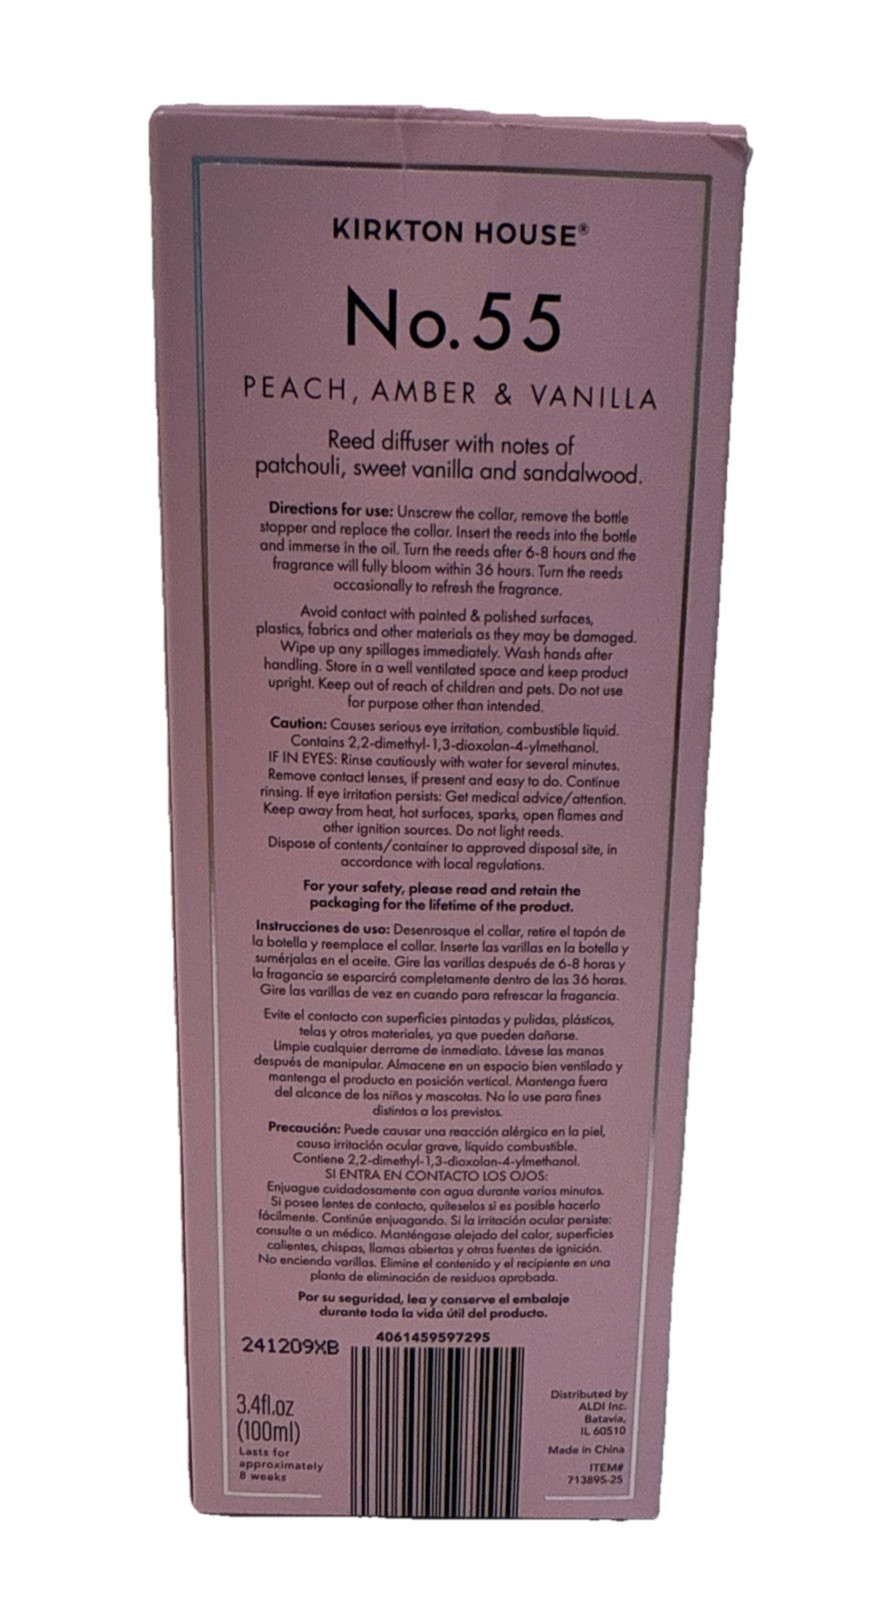 KIRKTON HOUSE®
No.55
PEACH, AMBER & VANILLA
Reed diffuser with notes of
patchouli, sweet vanilla and sandalwood.
Directions for use: Unscrew the collar, remove the bottle
stopper and replace the collar. Insert the reeds into the bottle
and immerse in the oil. Turn the reeds after 6-8 hours and the
fragrance will fully bloom within 36 hours. Turn the reeds
occasionally to refresh the fragrance.
Avoid contact with painted & polished surfaces,
plastics, fabrics and other materials as they may be damaged.
Wipe up any spillages immediately. Wash hands after
handling. Store in a well ventilated space and keep product
upright. Keep out of reach of children and pets. Do not use
for purpose other than intended.
Caution: Causes serious eye irritation, combustible liquid.
Contains 2,2-dimethyl-1,3-dioxolan-4-ylmethanol.
IF IN EYES: Rinse cautiously with water for several minutes.
Remove contact lenses, if present and easy to do. Continue
rinsing. If eye irritation persists: Get medical advice/attention.
Keep away from heat, hot surfaces, sparks, open flames and
other ignition sources. Do not light reeds.
Dispose of contents/container to approved disposal site, in
accordance with local regulations.
For your safety, please read and retain the
packaging for the lifetime of the product.
Instrucciones de uso: Desenrosque el collar, retire el tapón de
la botella y reemplace el collar. Inserte las varillas en la botella y
sumérjalas en el aceite. Gire las varillas después de 6-8 horas y
la fragancia se esparcirá completamente dentro de las 36 horas.
Gire las varillas de vez en cuando para refrescar la fragancia.
Evite el contacto con superficies pintadas y pulidas, plásticos,
telas y otros materiales, ya que pueden dañarse.
Limpie cualquier derrame de inmediato. Lávese las manos
después de manipular. Almacene en un espacio bien ventilado y
mantenga el producto en posición vertical. Mantenga fuera
del alcance de los niños y mascotas. No lo use para fines
distintos a los previstos.
Precaución: Puede causar una reacción alérgica en la piel,
causa irritación ocular grave, líquido combustible.
Contiene 2,2-dimethyl-1,3-dioxolan-4-ylmethanol.
SI ENTRA EN CONTACTO LOS OJOS:
Enjuague cuidadosamente con agua durante varios minutos.
Si posee lentes de contacto, quíteselos si es posible hacerlo
fácilmente. Continúe enjuagando. Si la irritación ocular persiste:
consulte a un médico. Manténgase alejado del calor, superficies
calientes, chispas, llamas abiertas y otras fuentes de ignición.
No encienda varillas. Elimine el contenido y el recipiente en una
planta de eliminación de residuos aprobada.
Por su seguridad, lea y conserve el embalaje
durante toda la vida útil del producto.
241209XB
4061459597295
3.4fl.oz
(100ml)
Lasts for
approximately
8 weeks
Distributed by
ALDI Inc.
Batavia,
IL 60510
Made in China
ITEM#
713895-25